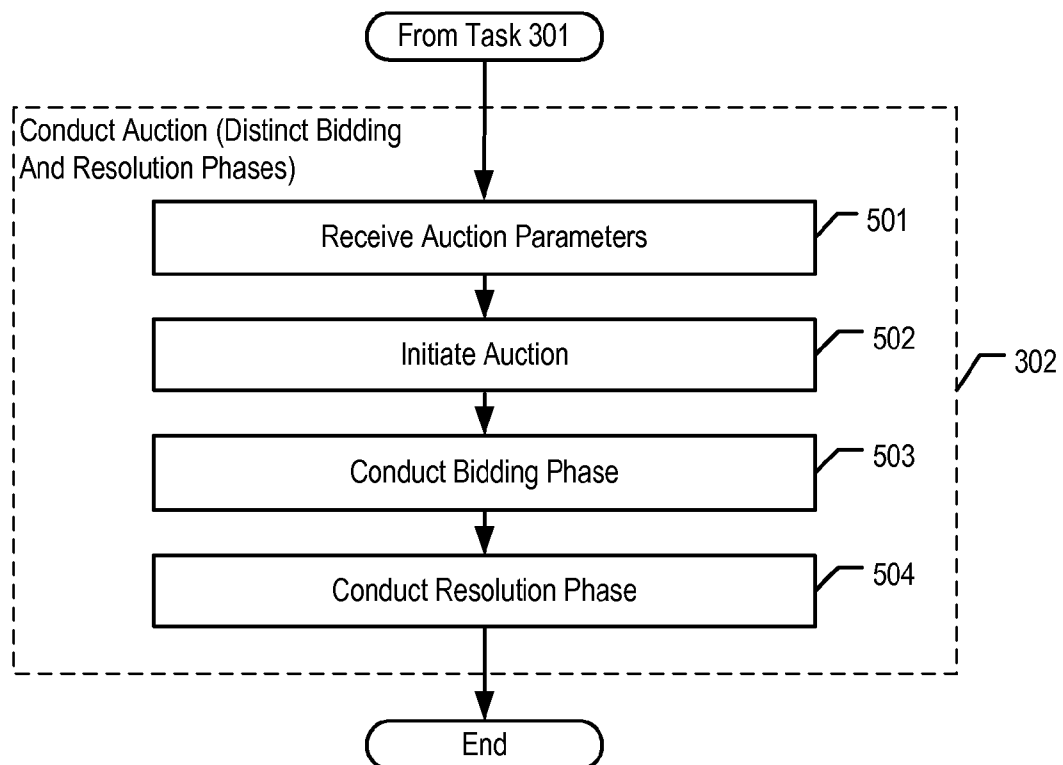 From Task 301
Conduct Auction (Distinct Bidding
And Resolution Phases)
Receive Auction Parameters
501
Initiate Auction
502
302
Conduct Bidding Phase
503
Conduct Resolution Phase
504
End